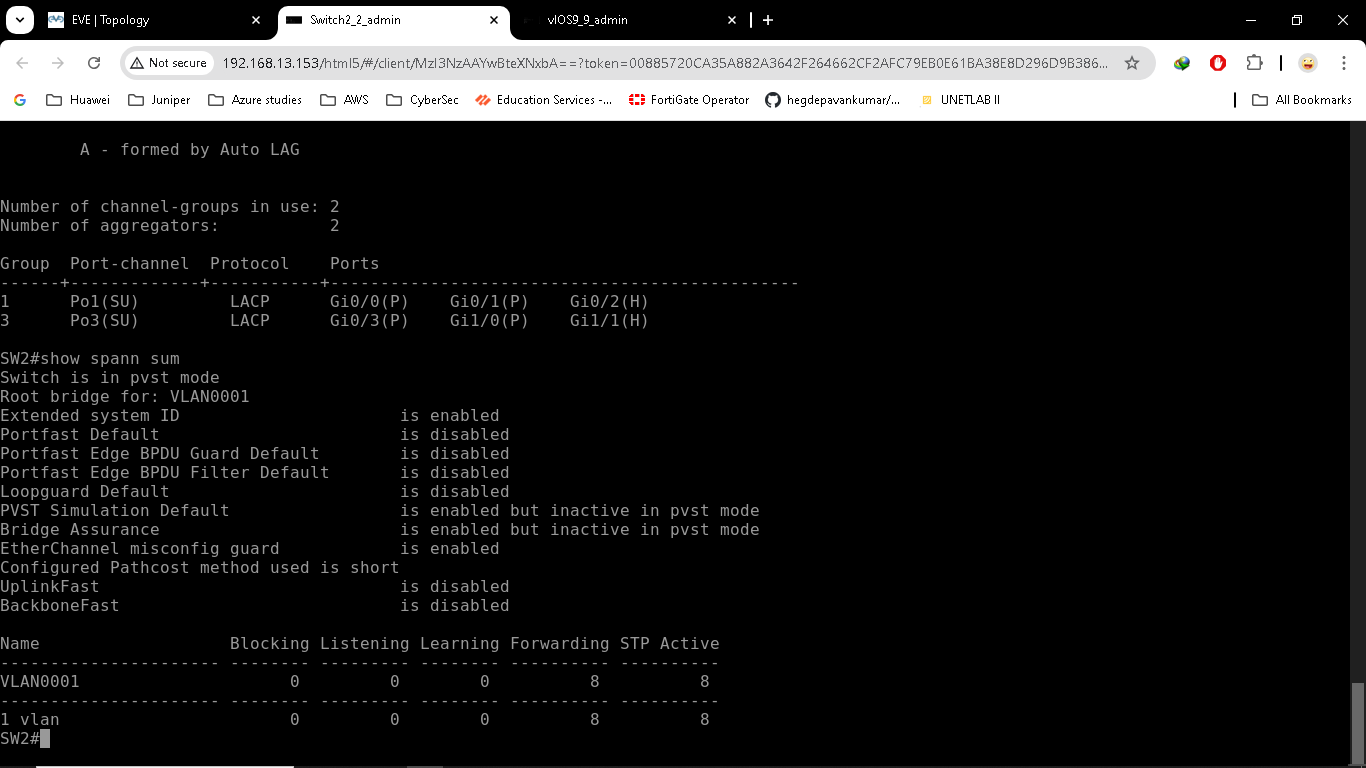 EVE | Topology
Switch2_2_admin
vIOS9_9_admin
Not secure
192.168.13.153/html5/#/client/MzI3NzAAYwBteXNxbA==?token=00885720CA35A882A3642F264662CF2AFC79EB0E61BA38E8D296D9B386...
Huawei
Juniper
Azure studies
AWS
CyberSec
Education Services -...
FortiGate Operator
hegdepavankumar/...
UNETLAB II
All Bookmarks
A - formed by Auto LAG
Number of channel-groups in use: 2
Number of aggregators:           2
Group  Port-channel  Protocol    Ports
------+-------------+-----------+-----------------------------------------------
1      Po1(SU)         LACP      Gi0/0(P)    Gi0/1(P)    Gi0/2(H)
3      Po3(SU)         LACP      Gi0/3(P)    Gi1/0(P)    Gi1/1(H)
SW2#show spann sum
Switch is in pvst mode
Root bridge for: VLAN0001
Extended system ID                      is enabled
Portfast Default                        is disabled
Portfast Edge BPDU Guard Default        is disabled
Portfast Edge BPDU Filter Default       is disabled
Loopguard Default                       is disabled
PVST Simulation Default                 is enabled but inactive in pvst mode
Bridge Assurance                        is enabled but inactive in pvst mode
EtherChannel misconfig guard            is enabled
Configured Pathcost method used is short
UplinkFast                              is disabled
BackboneFast                            is disabled
Name                   Blocking Listening Learning Forwarding STP Active
---------------------- -------- --------- -------- ---------- ----------
VLAN0001                     0         0        0          8          8
---------------------- -------- --------- -------- ---------- ----------
1 vlan                       0         0        0          8          8
SW2#